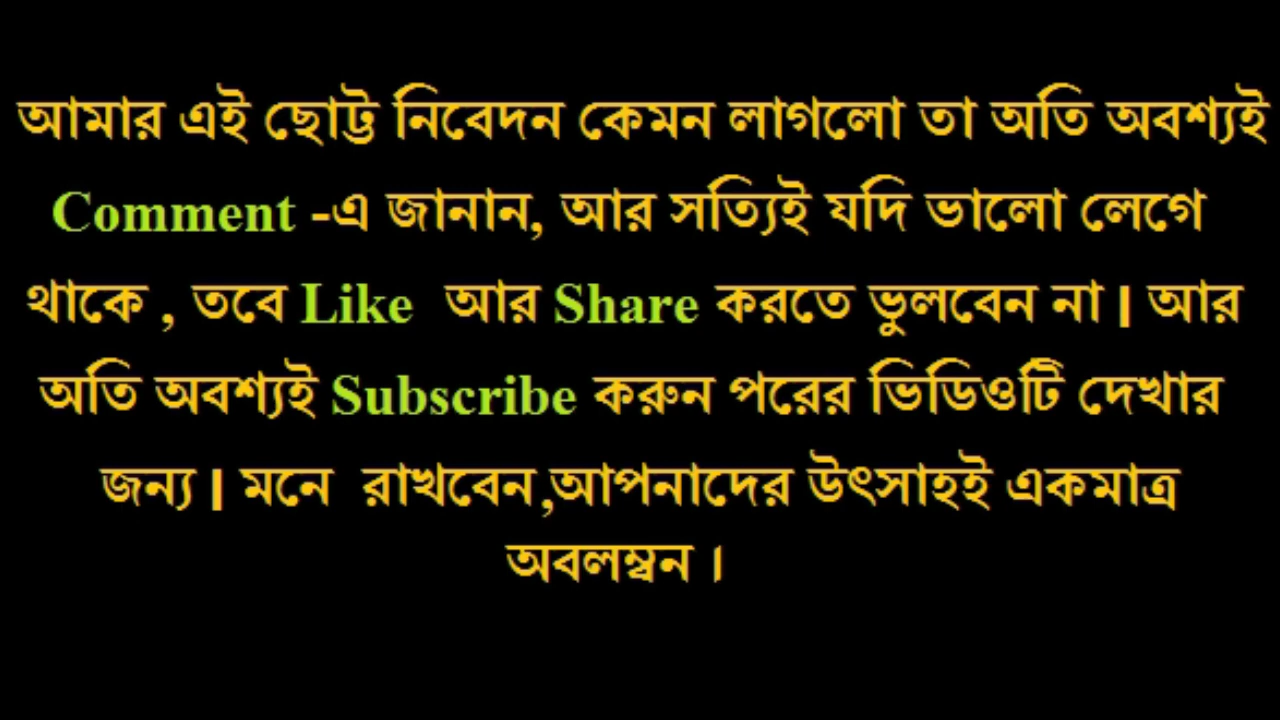 আমার এই ছোট্ট নিবেদন কেমন লাগলো তা অতি অবশ্যই
Comment -এ জানান, আর সত্যিই যদি ভালো লেগে
থাকে , তবে Like আর Share করতে ভুলবেন না। আর
অতি অবশ্যই Subscribe করুন পরের ভিডিওটি দেখার
জন্য। মনে রাখবেন,আপনাদের উৎসাহই একমাত্র
অবলম্বন ।